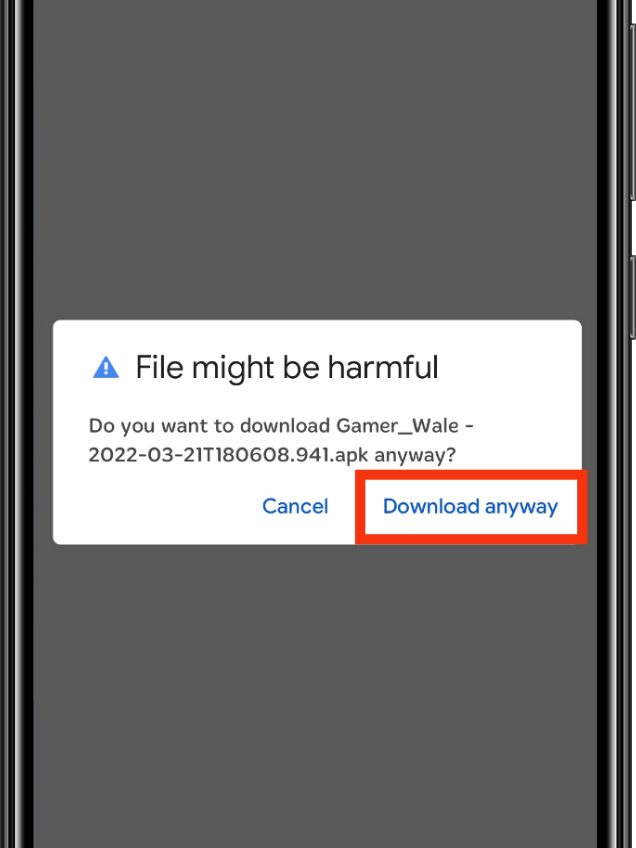 File might be harmful
Do you want to download Gamer_Wale -
2022-03-21T180608.941.apk anyway?
Cancel
Download anyway